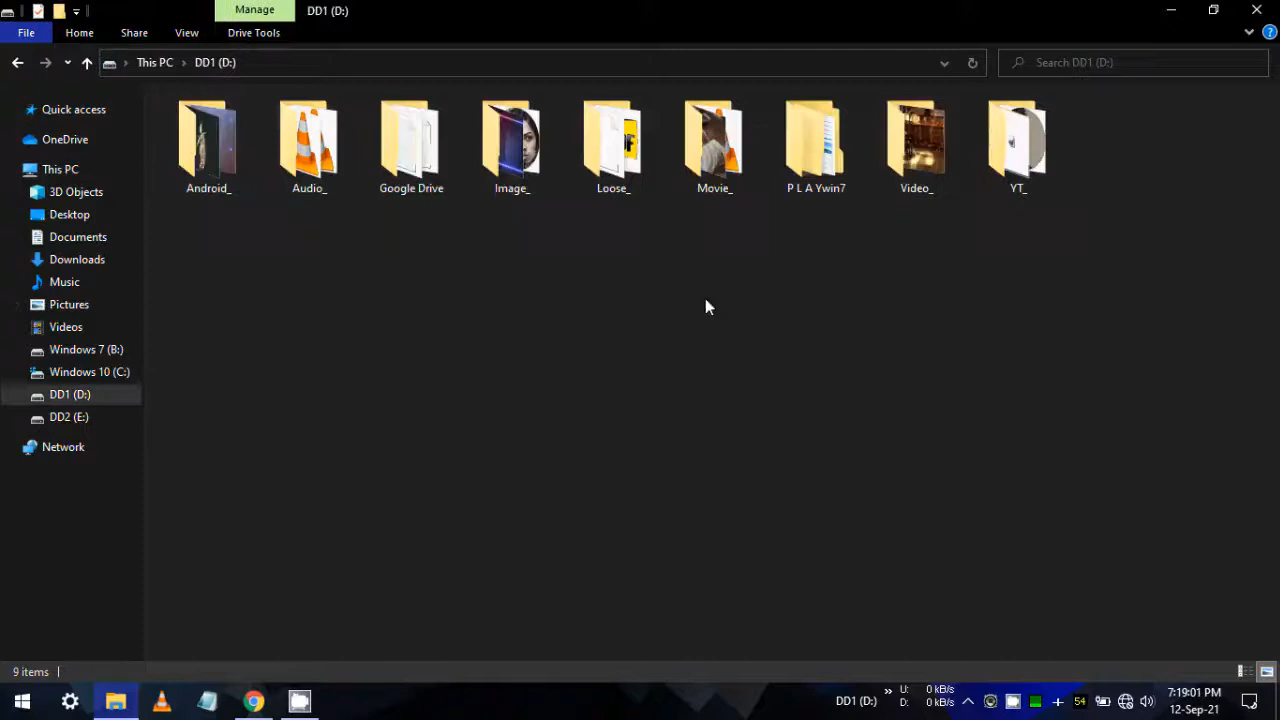 Manage
DD1 (D:)
File
Home
Share
View
Drive Tools
This PC
DD1 (D:)
Search DD1 (D:)
Quick access
OneDrive
This PC
3D Objects
Desktop
Documents
Downloads
Music
Pictures
Videos
Windows 7 (B:)
Windows 10 (C:)
DD1 (D:)
DD2 (E:)
Network
Android_
Audio_
Google Drive
Image_
Loose_
Movie_
P L A Ywin7
Video_
YT_
9 items
DD1 (D:)
U: 0 kB/s
D: 0 kB/s
54
7:19:01 PM
12-Sep-21